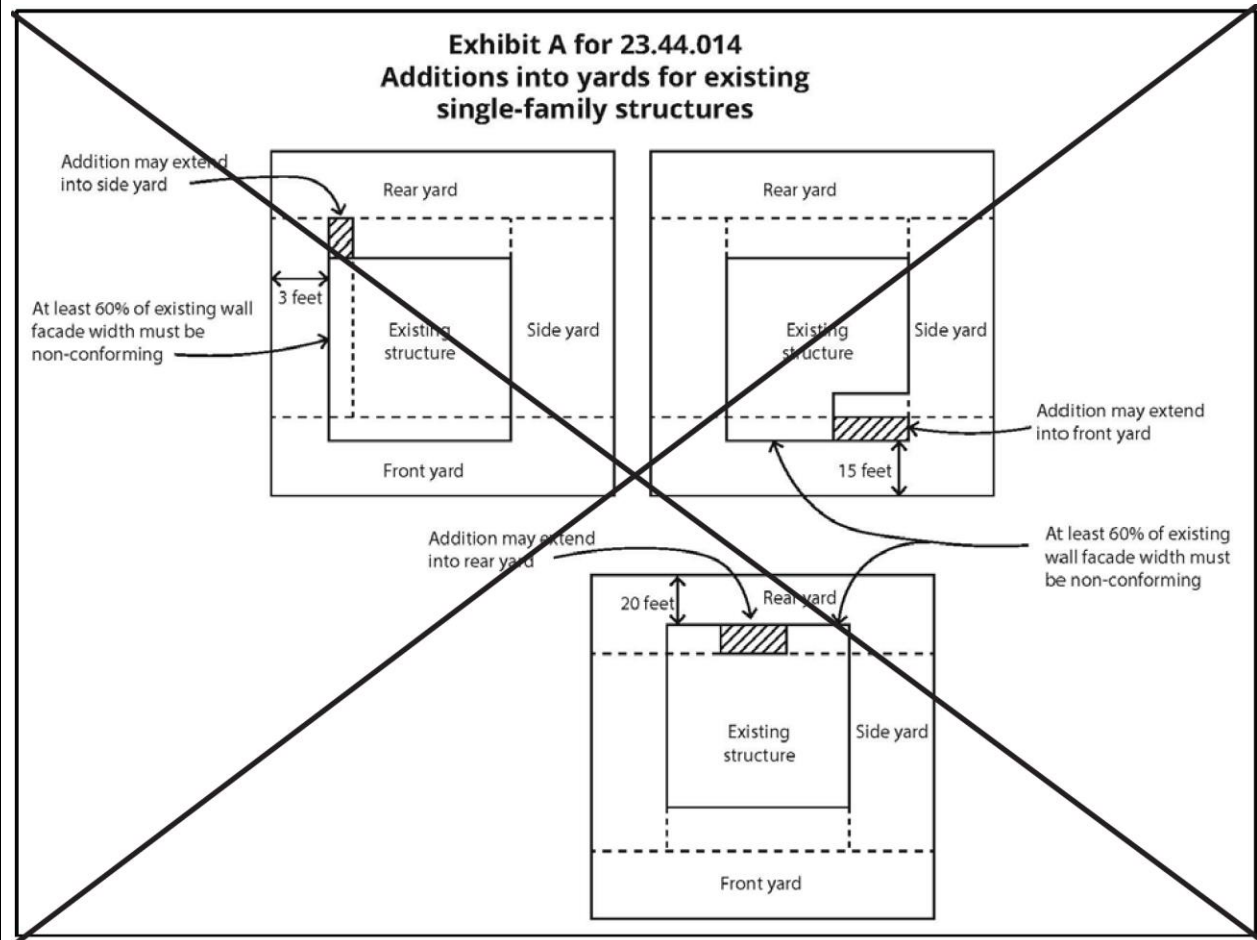 Exhibit A for 23.44.014
Additions into yards for existing
single-family structures
Addition may extend
into side yard
Rear yard
3 feet
At least 60% of existing wall
facade width must be
non-conforming
Existing
structure
Side yard
Front yard
Rear yard
Existing
structure
Side yard
Addition may extend
into front yard
15 feet
At least 60% of existing
wall facade width must
be non-conforming
Addition may extend
into rear yard
20 feet
Rear yard
Existing
structure
Side yard
Front yard